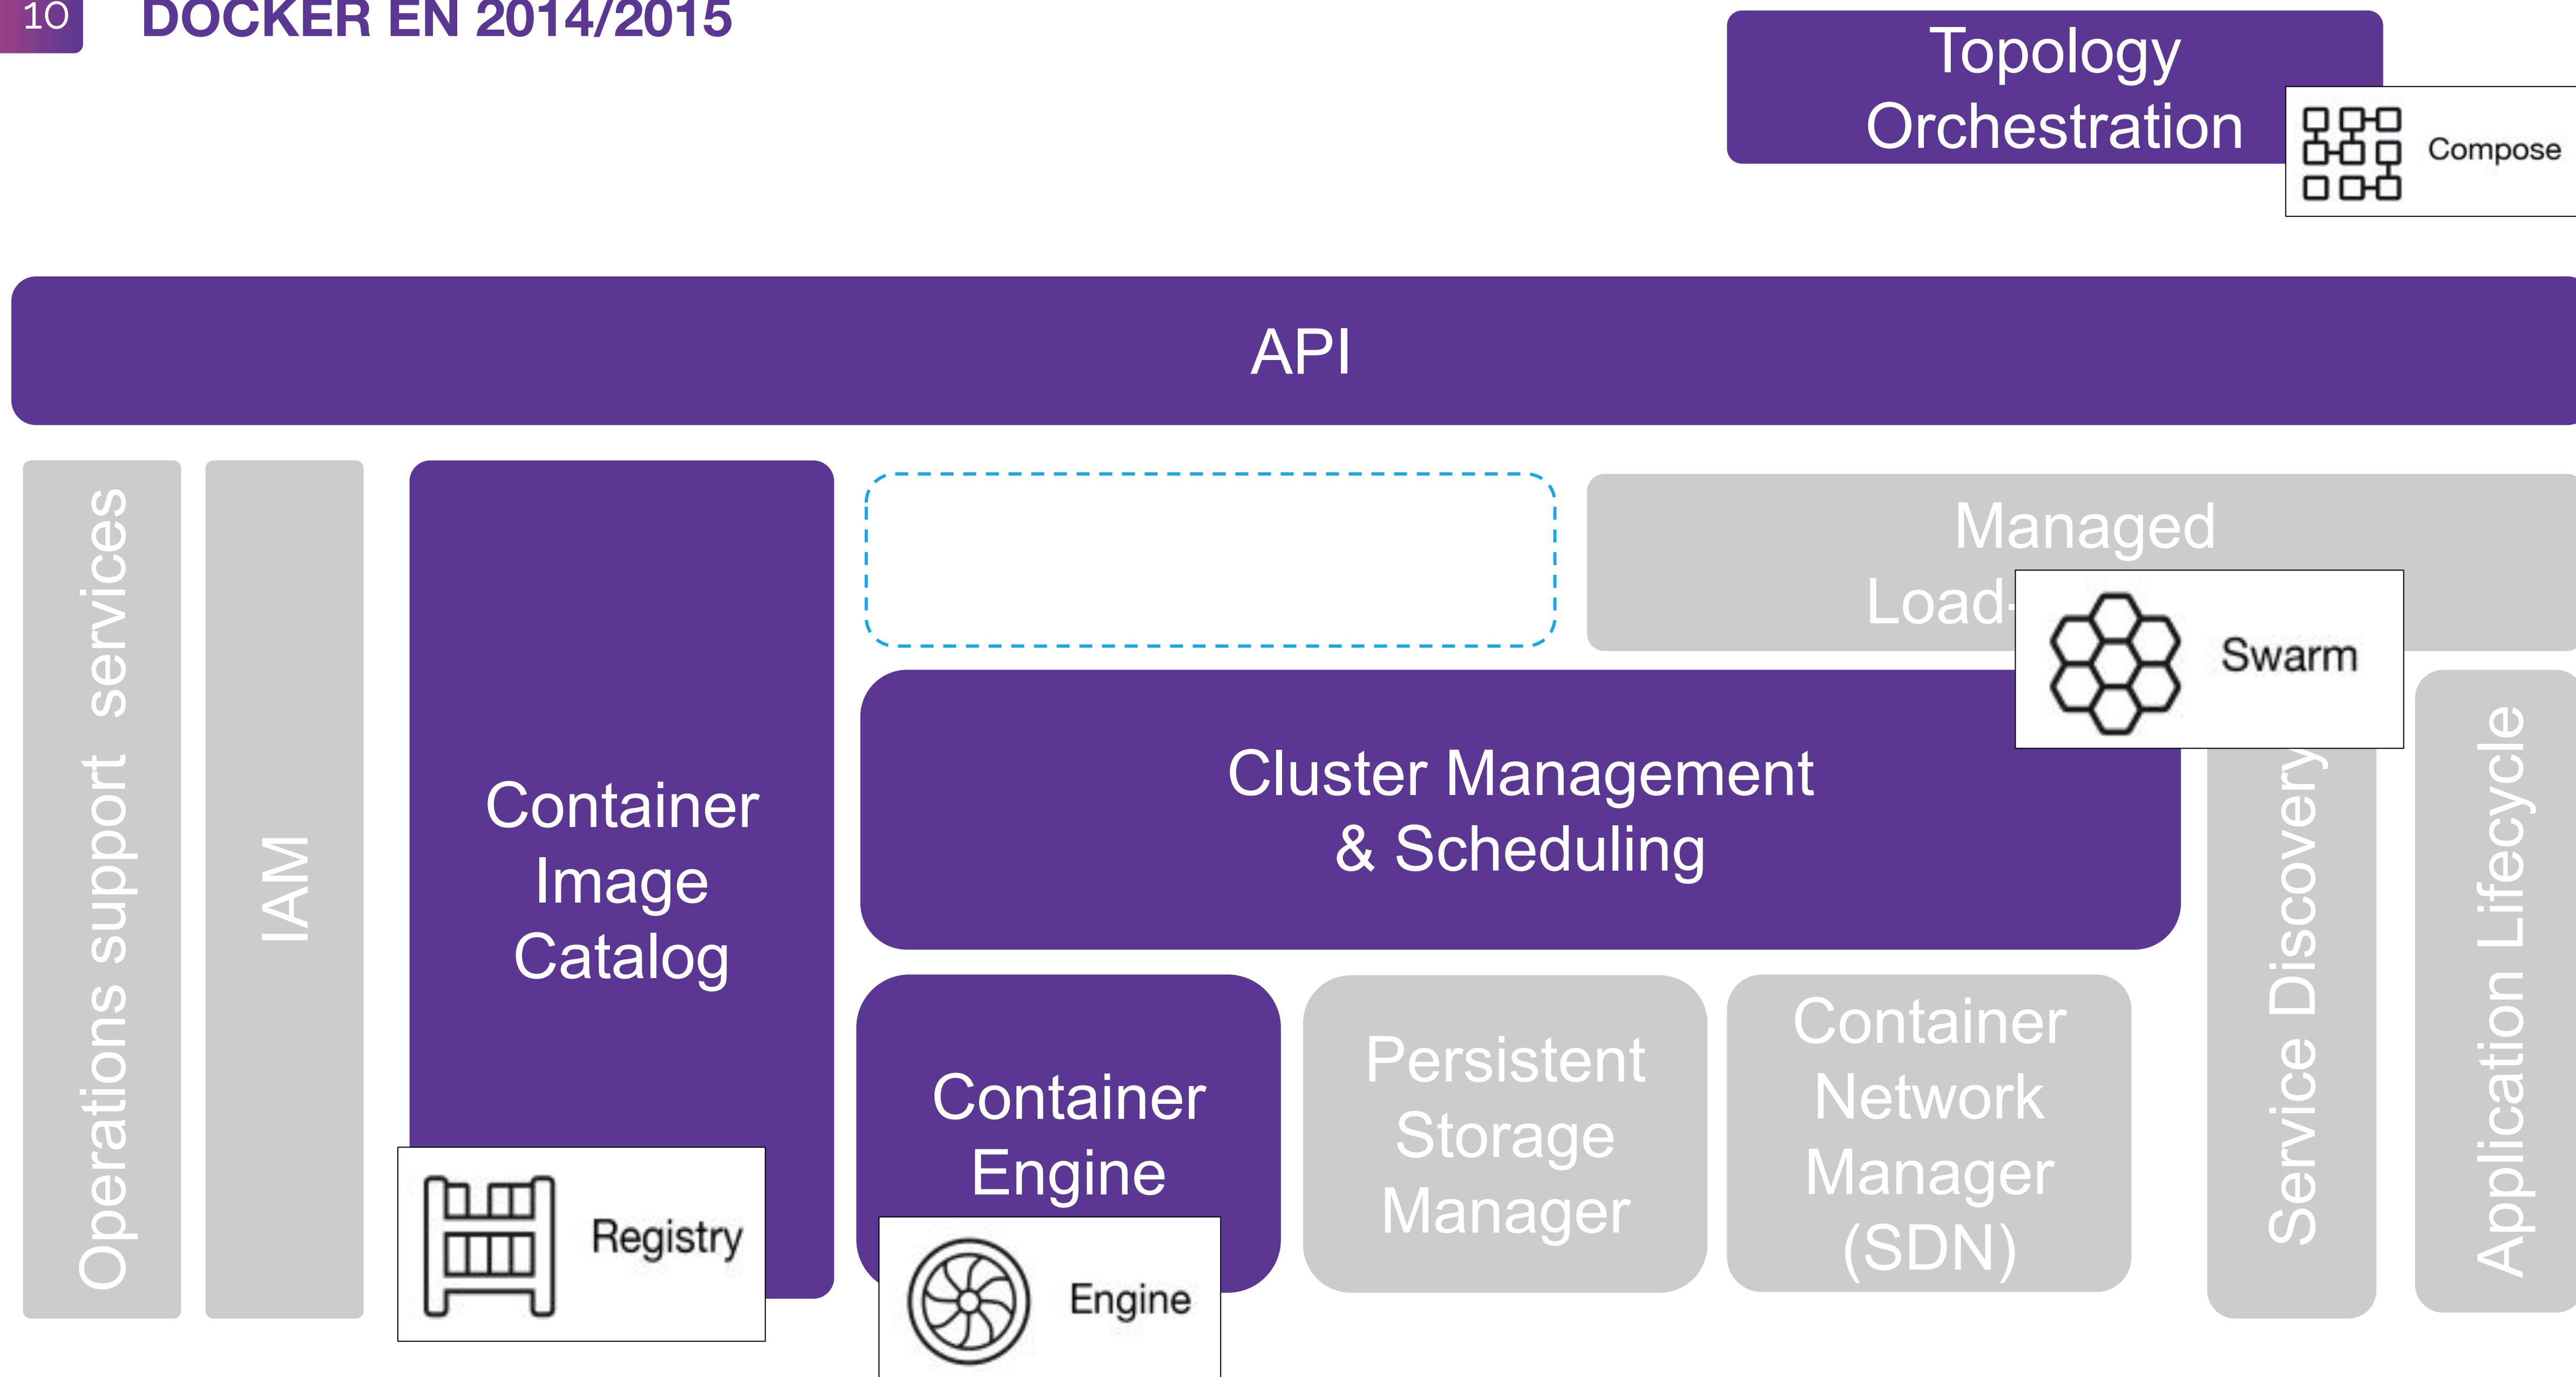 10
DOCKER EN 2014/2015
Topology
Orchestration
Compose
API
Operations support services
IAM
Container
Image
Catalog
Registry
Managed
Load-
Swarm
Cluster Management
& Scheduling
Container
Engine
Engine
Persistent
Storage
Manager
Container
Network
Manager
(SDN)
Service Discovery
Application Lifecycle